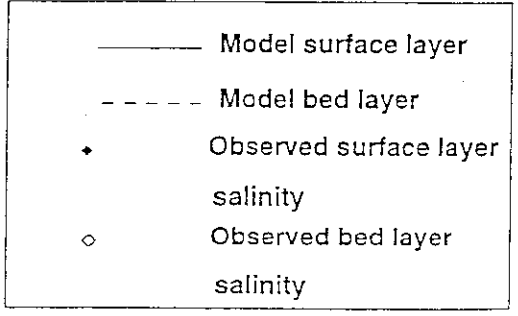 Model surface layer
Model bed layer
Observed surface layer
salinity
Observed bed layer
salinity